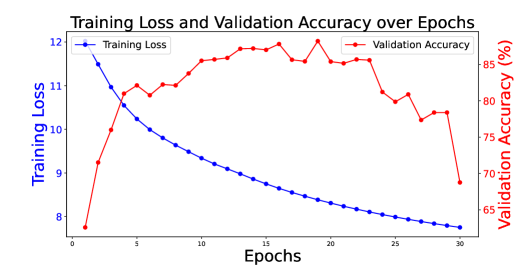 Training Loss and Validation Accuracy over Epochs
Training Loss
Validation Accuracy
12
11
10
9
8
Training Loss
85
80
75
70
65
Validation Accuracy (%)
0 5 10 15 20 25 30
Epochs